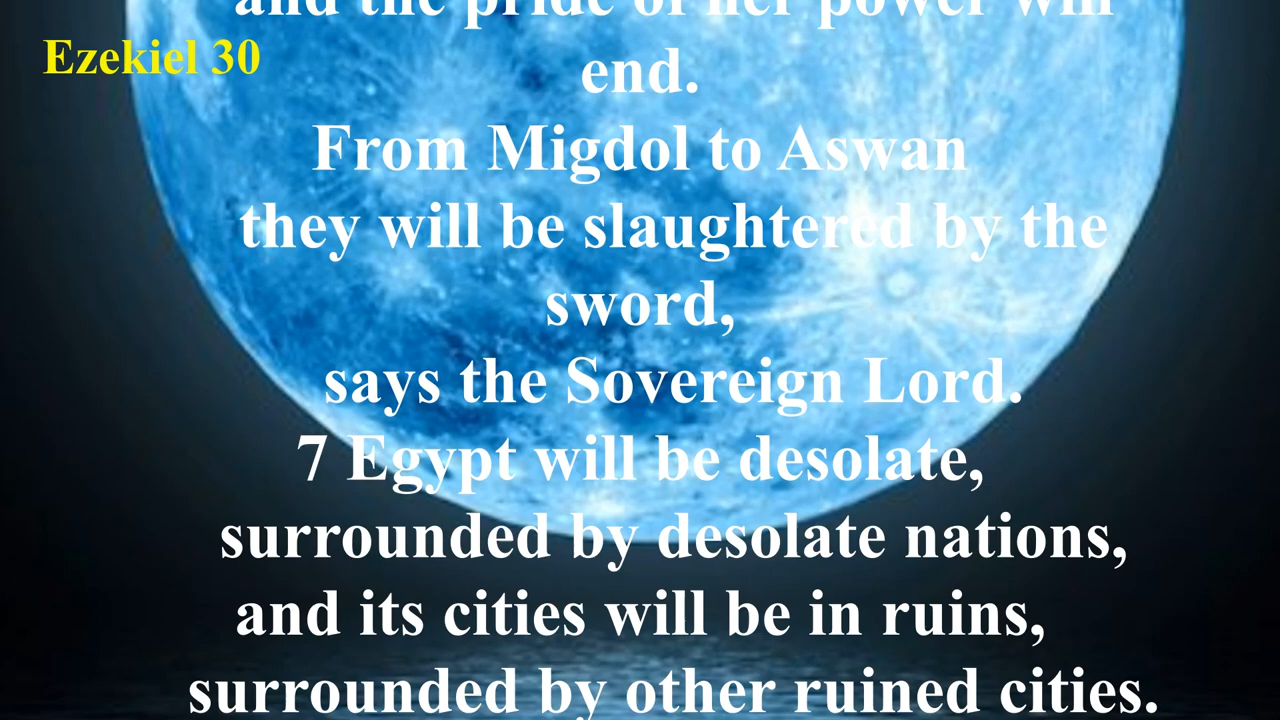 and the pride of her power will
Ezekiel 30
end.
From Migdol to Aswan
they will be slaughtered by the
sword,
says the Sovereign Lord.
7 Egypt will be desolate,
surrounded by desolate nations,
and its cities will be in ruins,
surrounded by other ruined cities.